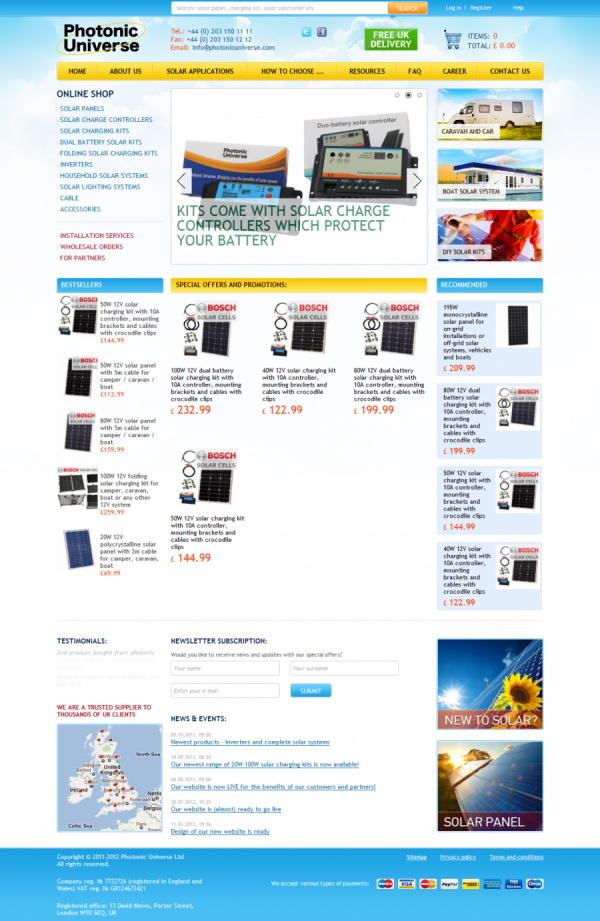 Search: solar panel, charging kit, solar controller etc
SEARCH
Log in | Register
Help
Photonic
Universe
Tel.: +44 (0) 203 150 11 11
Fax: +44 (0) 203 150 12 12
Email: info@photonicuniverse.com
FREE UK
DELIVERY
ITEMS: 0
TOTAL: £ 0.00
HOME
ABOUT US
SOLAR APPLICATIONS
HOW TO CHOOSE ...
RESOURCES
FAQ
CAREER
CONTACT US
ONLINE SHOP
SOLAR PANELS
SOLAR CHARGE CONTROLLERS
SOLAR CHARGING KITS
DUAL BATTERY SOLAR KITS
FOLDING SOLAR CHARGING KITS
INVERTERS
HOUSEHOLD SOLAR SYSTEMS
SOLAR LIGHTING SYSTEMS
CABLE
ACCESSORIES
INSTALLATION SERVICES
WHOLESALE ORDERS
FOR PARTNERS
Duo-battery solar controller
Photonic
Universe
KITS COME WITH SOLAR CHARGE
CONTROLLERS WHICH PROTECT
YOUR BATTERY
CARAVAN AND CAR
BOAT SOLAR SYSTEM
DIY SOLAR KITS
BESTSELLERS
BOSCH
SOLAR CELLS
50W 12V solar
charging kit with 10A
controller, mounting
brackets and cables
with crocodile clips
£144.99
50W 12V solar panel
with 5m cable for
camper / caravan /
boat
£112.99
80W 12V solar panel
with 5m cable for
camper / caravan /
boat
£159.99
BOSCH
100W 12V folding
solar charging kit for
camper, caravan,
boat or any other
12V system
£259.99
20W 12V
polycrystalline solar
panel with 2m cable
for camper, caravan,
boat
£49.99
SPECIAL OFFERS AND PROMOTIONS:
BOSCH
SOLAR CELLS
100W 12V dual battery
solar charging kit with
10A controller, mounting
brackets and cables with
crocodile clips
£ 232.99
BOSCH
SOLAR CELLS
40W 12V solar charging kit
with 10A controller,
mounting brackets and
cables with crocodile clips
£ 122.99
BOSCH
SOLAR CELLS
80W 12V dual battery
solar charging kit with
10A controller, mounting
brackets and cables with
crocodile clips
£ 199.99
BOSCH
SOLAR CELLS
50W 12V solar charging kit
with 10A controller,
mounting brackets and
cables with crocodile
clips
£ 144.99
RECOMMENDED
195W
monocrystalline
solar panel for
on-grid
installations or
off-grid solar
systems, vehicles
and boats
£ 209.99
80W 12V dual
battery solar
charging kit with
10A controller,
mounting
brackets and
cables with
crocodile clips
£ 199.99
50W 12V solar
charging kit with
10A controller,
mounting
brackets and
cables with
crocodile clips
£ 144.99
40W 12V solar
charging kit with
10A controller,
mounting
brackets and
cables with
crocodile clips
£ 122.99
TESTIMONIALS:
2nd product bought from photonic
WE ARE A TRUSTED SUPPLIER TO
THOUSANDS OF UK CLIENTS
North Sea
United
Kingdom
Ireland
Celtic Sea
NEWSLETTER SUBSCRIPTION:
Would you like to receive news and updates with our special offers?
Your name
Your surname
Enter your e-mail
SUBMIT
NEWS & EVENTS:
09.10.2012, 09:00
Newest products - inverters and complete solar systems
10.09.2012, 08:20
Our newest range of 20W-100W solar charging kits is now available!
08.08.2012, 09:00
Our website is now LIVE for the benefits of our customers and partners!
30.07.2012, 10:35
Our website is (almost) ready to go live
11.03.2012, 19:36
Design of our new website is ready
NEW TO SOLAR?
SOLAR PANEL
Copyright © 2011-2012 Photonic Universe Ltd
All rights reserved.
Company reg. № 7722726 (registered in England and
Wales) VAT reg. № GB124672421
Registered office: 13 David Mews, Porter Street,
London W1U 6EQ, UK
Sitemap
Privacy policy
Terms and conditions
We accept various types of payments:
VISA
PayPal